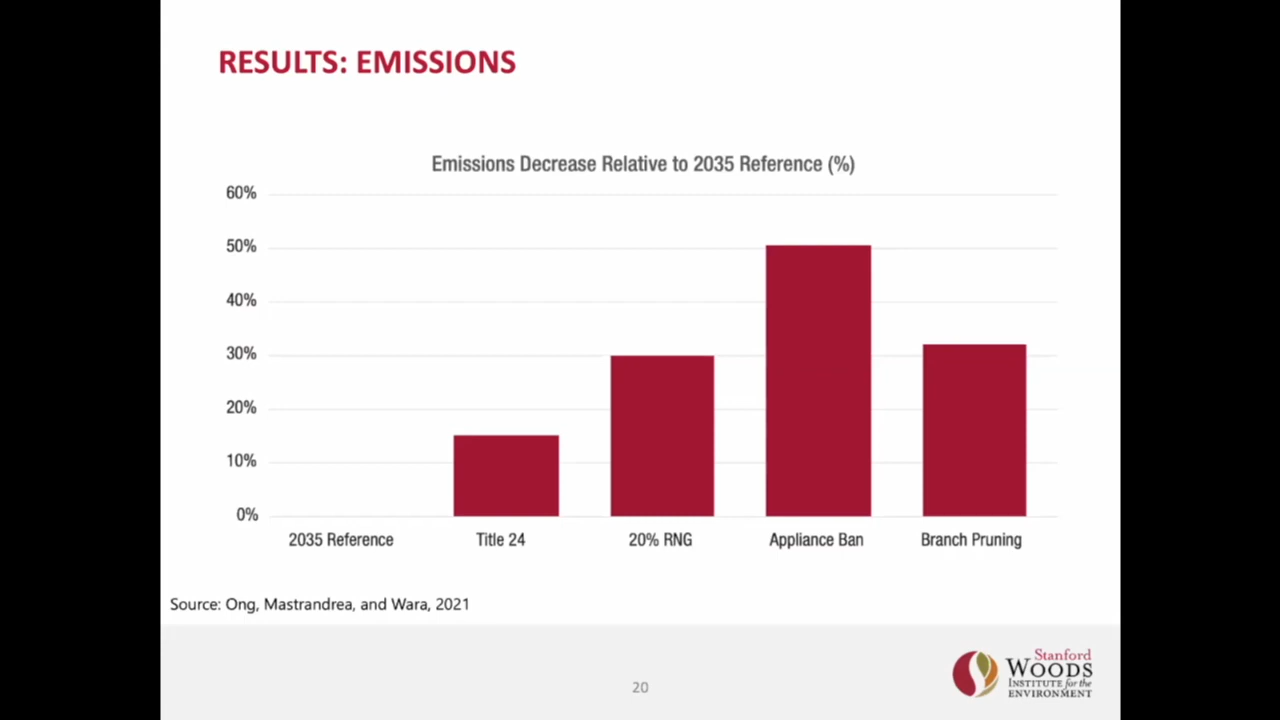 RESULTS: EMISSIONS
Emissions Decrease Relative to 2035 Reference (%)
60%
50%
40%
30%
20%
10%
0%
2035 Reference
Title 24
20% RNG
Appliance Ban
Branch Pruning
Source: Ong, Mastrandrea, and Wara, 2021
20
Stanford
WOODS
INSTITUTE for the
ENVIRONMENT